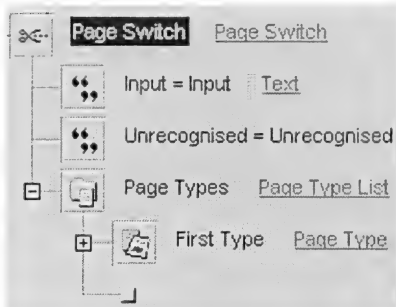 Page Switch Page Switch
Input = Input Text
Unrecognised = Unrecognised
Page Types Page Type List
First Type Page Type